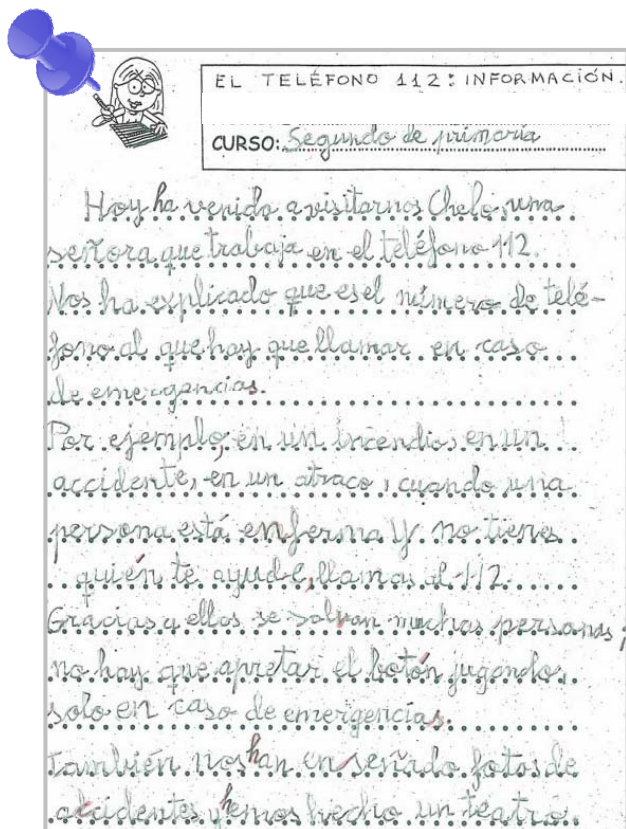 EL TELÉFONO 112: INFORMACIÓN.
CURSO: Segundo de primaria
Hoy ha venido a visitarnos Chelo, una
señora que trabaja en el teléfono 112.
Nos ha explicado que es el número de telé-
fono al que hay que llamar en caso
de emergencias.
Por ejemplo, en un incendio, en un
accidente, en un atraco, cuando una
persona está enferma y no tiene
quién te ayude, llamas al 112.
Gracias a ellos se salvan muchas personas;
no hay que apretar el botón jugando,
solo en caso de emergencias.
También nos han enseñado fotos de
accidentes y hemos hecho un teatro.